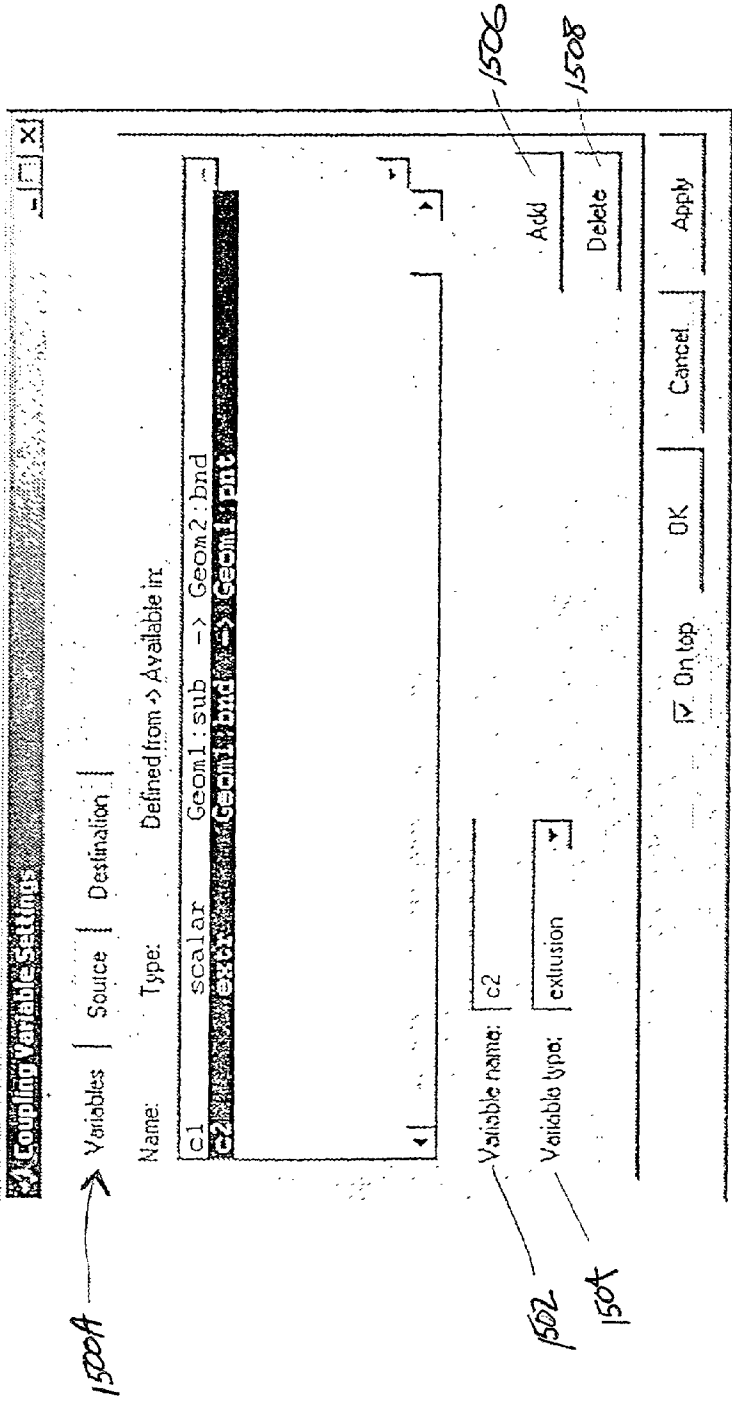 Coupling Variable Settings
Variables Source Destination
Name: Type: Defined from -> Available in:
c1 scalar Geom1:sub -> Geom2:bnd
c2 extr Geom1:bnd -> Geom1:pnt
Variable name: c2
Variable type: extrusion
Add
Delete
On top OK Cancel Apply
1500A
1502
1504
1506
1508